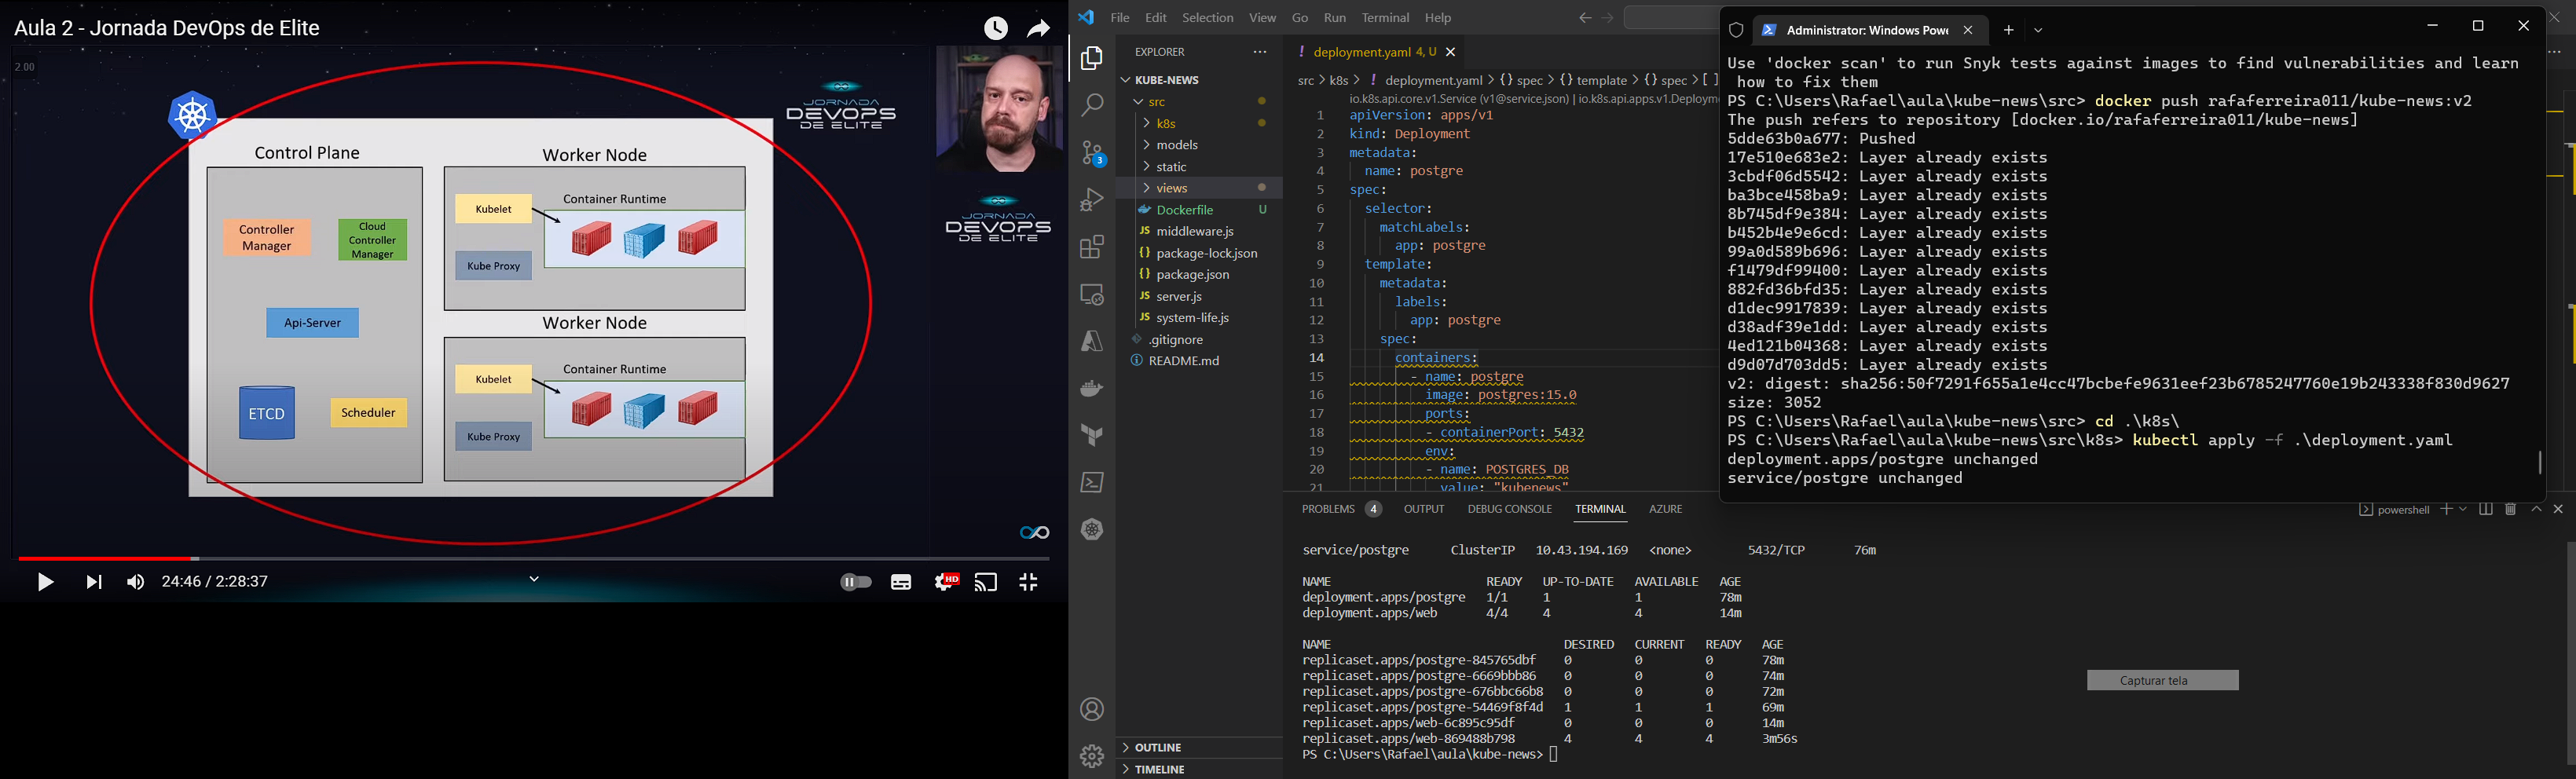 Aula 2 - Jornada DevOps de Elite
2.00
JORNADA
DEVOPS
DE ELITE
Control Plane
Controller
Manager
Cloud
Controller
Manager
Api-Server
ETCD
Scheduler
Worker Node
Container Runtime
Kubelet
Kube Proxy
Worker Node
Container Runtime
Kubelet
Kube Proxy
JORNADA
DEVOPS
DE ELITE
24:46 / 2:28:37
HD
File Edit Selection View Go Run Terminal Help
EXPLORER
KUBE-NEWS
src
k8s
models
static
views
Dockerfile U
JS middleware.js
{} package-lock.json
{} package.json
JS server.js
JS system-life.js
.gitignore
README.md
OUTLINE
TIMELINE
3
! deployment.yaml 4, U
src > k8s > ! deployment.yaml > {} spec > {} template > {} spec > [ ]
io.k8s.api.core.v1.Service (v1@service.json) | io.k8s.api.apps.v1.Deploym
1 apiVersion: apps/v1
2 kind: Deployment
3 metadata:
4 name: postgre
5 spec:
6 selector:
7 matchLabels:
8 app: postgre
9 template:
10 metadata:
11 labels:
12 app: postgre
13 spec:
14 containers:
15 - name: postgre
16 image: postgres:15.0
17 ports:
18 - containerPort: 5432
19 env:
20 - name: POSTGRES_DB
21 value: "kubenews"
Administrator: Windows Powe
Use 'docker scan' to run Snyk tests against images to find vulnerabilities and learn
how to fix them
PS C:\Users\Rafael\aula\kube-news\src> docker push rafaferreira011/kube-news:v2
The push refers to repository [docker.io/rafaferreira011/kube-news]
5dde63b0a677: Pushed
17e510e683e2: Layer already exists
3cbdf06d5542: Layer already exists
ba3bce458ba9: Layer already exists
8b745df9e384: Layer already exists
b452b4e9e6cd: Layer already exists
99a0d589b696: Layer already exists
f1479df99400: Layer already exists
882fd36bfd35: Layer already exists
d1dec9917839: Layer already exists
d38adf39e1dd: Layer already exists
4ed121b04368: Layer already exists
d9d07d703dd5: Layer already exists
v2: digest: sha256:50f7291f655a1e4cc47bcbefe9631eef23b6785247760e19b243338f830d9627
size: 3052
PS C:\Users\Rafael\aula\kube-news\src> cd .\k8s\
PS C:\Users\Rafael\aula\kube-news\src\k8s> kubectl apply -f .\deployment.yaml
deployment.apps/postgre unchanged
service/postgre unchanged
PROBLEMS 4 OUTPUT DEBUG CONSOLE TERMINAL AZURE
powershell
service/postgre ClusterIP 10.43.194.169 <none> 5432/TCP 76m
NAME READY UP-TO-DATE AVAILABLE AGE
deployment.apps/postgre 1/1 1 1 78m
deployment.apps/web 4/4 4 4 14m
NAME DESIRED CURRENT READY AGE
replicaset.apps/postgre-845765dbf 0 0 0 78m
replicaset.apps/postgre-6669bbb86 0 0 0 74m
replicaset.apps/postgre-676bbc66b8 0 0 0 72m
replicaset.apps/postgre-54469f8f4d 1 1 1 69m
replicaset.apps/web-6c895c95df 0 0 0 14m
replicaset.apps/web-869488b798 4 4 4 3m56s
PS C:\Users\Rafael\aula\kube-news>
Capturar tela